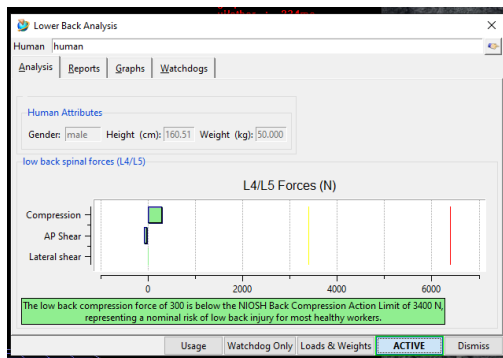 Lower Back Analysis
Human human
Analysis Reports Graphs Watchdogs
Human Attributes
Gender: male Height (cm): 160.51 Weight (kg): 50.000
low back spinal forces (L4/L5)
L4/L5 Forces (N)
Compression
AP Shear
Lateral shear
0 2000 4000 6000
The low back compression force of 300 is below the NIOSH Back Compression Action Limit of 3400 N,
representing a nominal risk of low back injury for most healthy workers.
Usage Watchdog Only Loads & Weights ACTIVE Dismiss